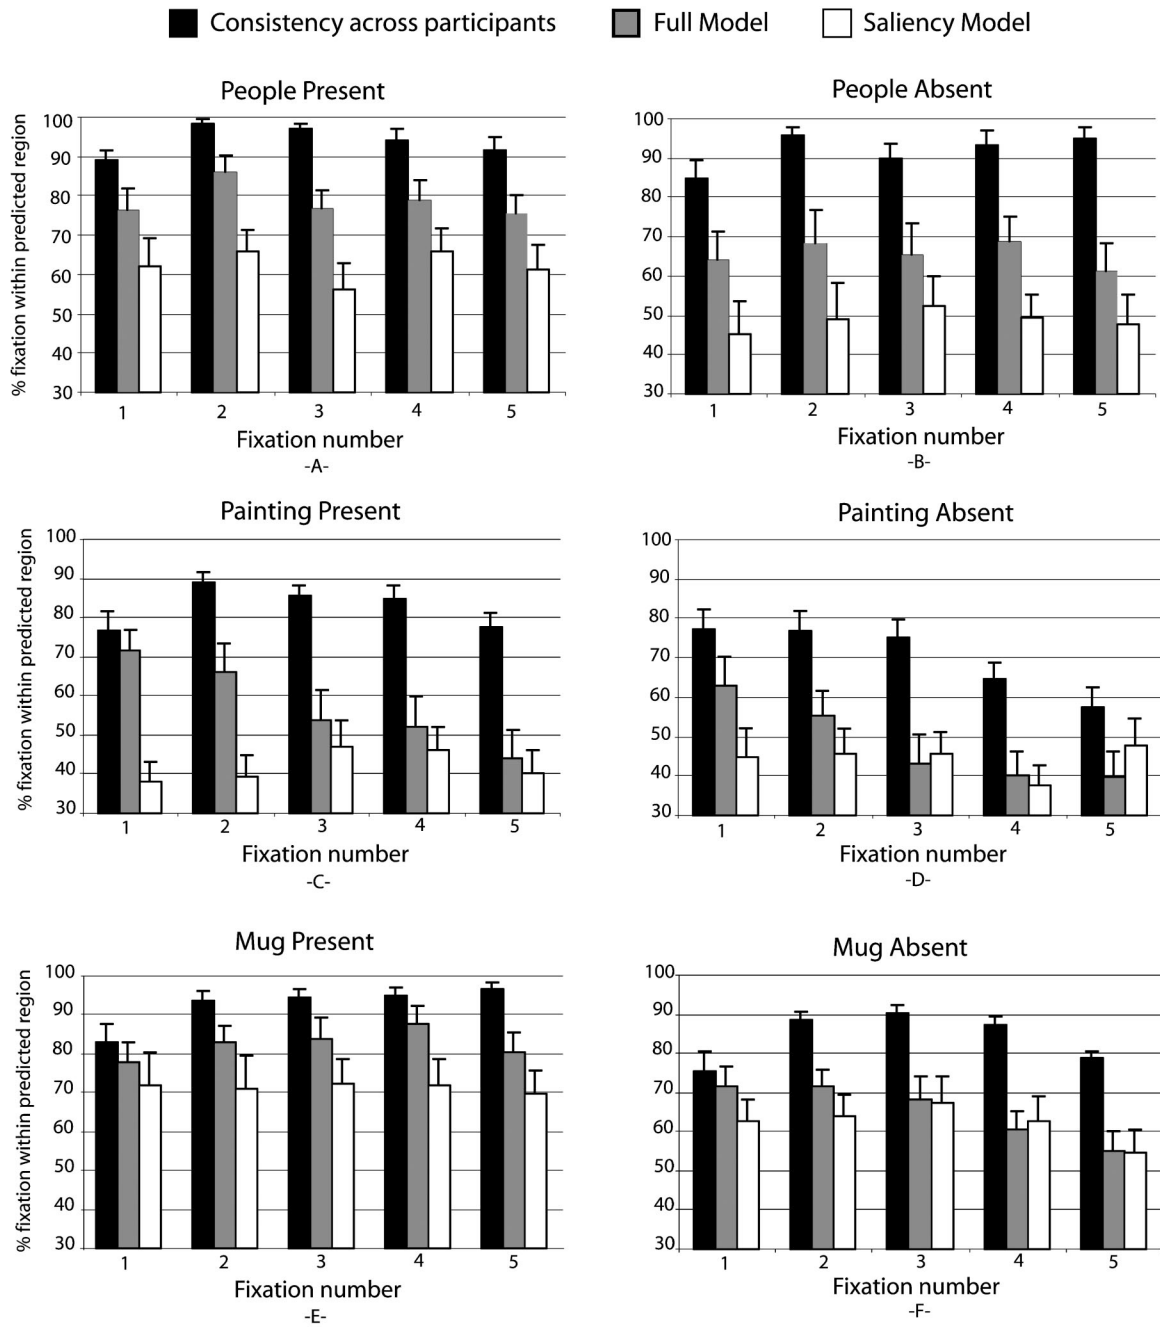 Consistency across participants Full Model Saliency Model
People Present
% fixation within predicted region
100
90
80
70
60
50
40
30
1 2 3 4 5
Fixation number
-A-
People Absent
100
90
80
70
60
50
40
30
1 2 3 4 5
Fixation number
-B-
Painting Present
% fixation within predicted region
100
90
80
70
60
50
40
30
1 2 3 4 5
Fixation number
-C-
Painting Absent
100
90
80
70
60
50
40
30
1 2 3 4 5
Fixation number
-D-
Mug Present
% fixation within predicted region
100
90
80
70
60
50
40
30
1 2 3 4 5
Fixation number
-E-
Mug Absent
100
90
80
70
60
50
40
30
1 2 3 4 5
Fixation number
-F-